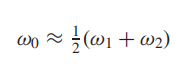 ω₀ ≈ ½(ω₁ + ω₂)